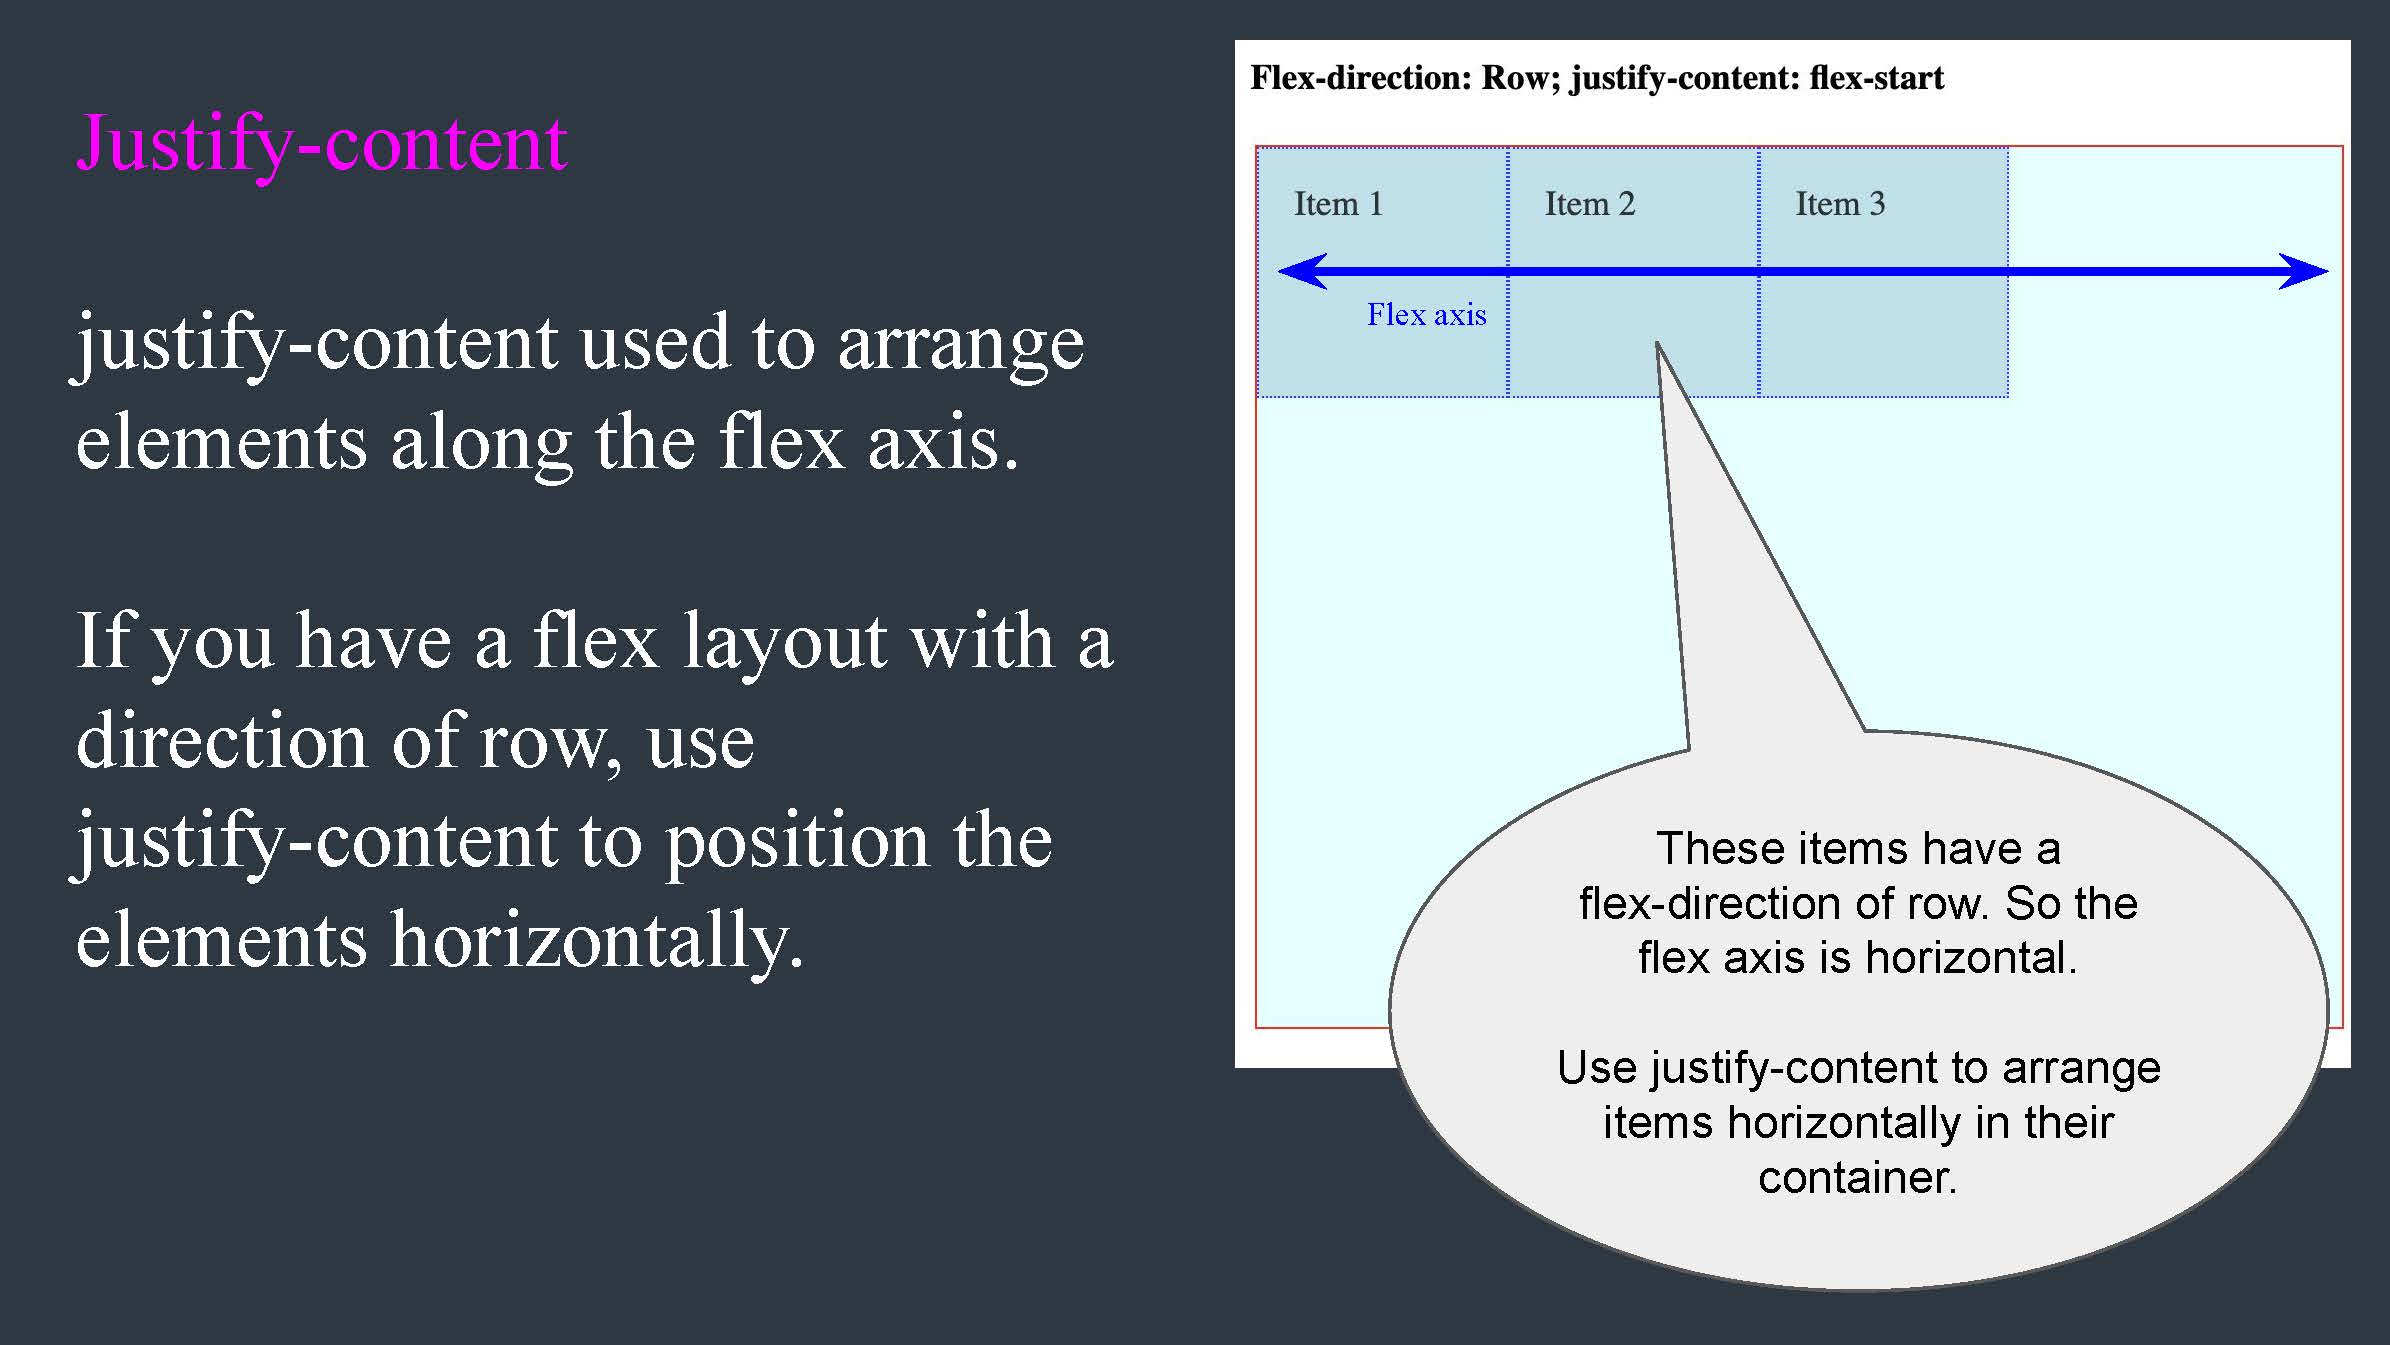 Justify-content
justify-content used to arrange
elements along the flex axis.
If you have a flex layout with a
direction of row, use
justify-content to position the
elements horizontally.
Flex-direction: Row; justify-content: flex-start
Item 1
Item 2
Item 3
Flex axis
These items have a
flex-direction of row. So the
flex axis is horizontal.
Use justify-content to arrange
items horizontally in their
container.